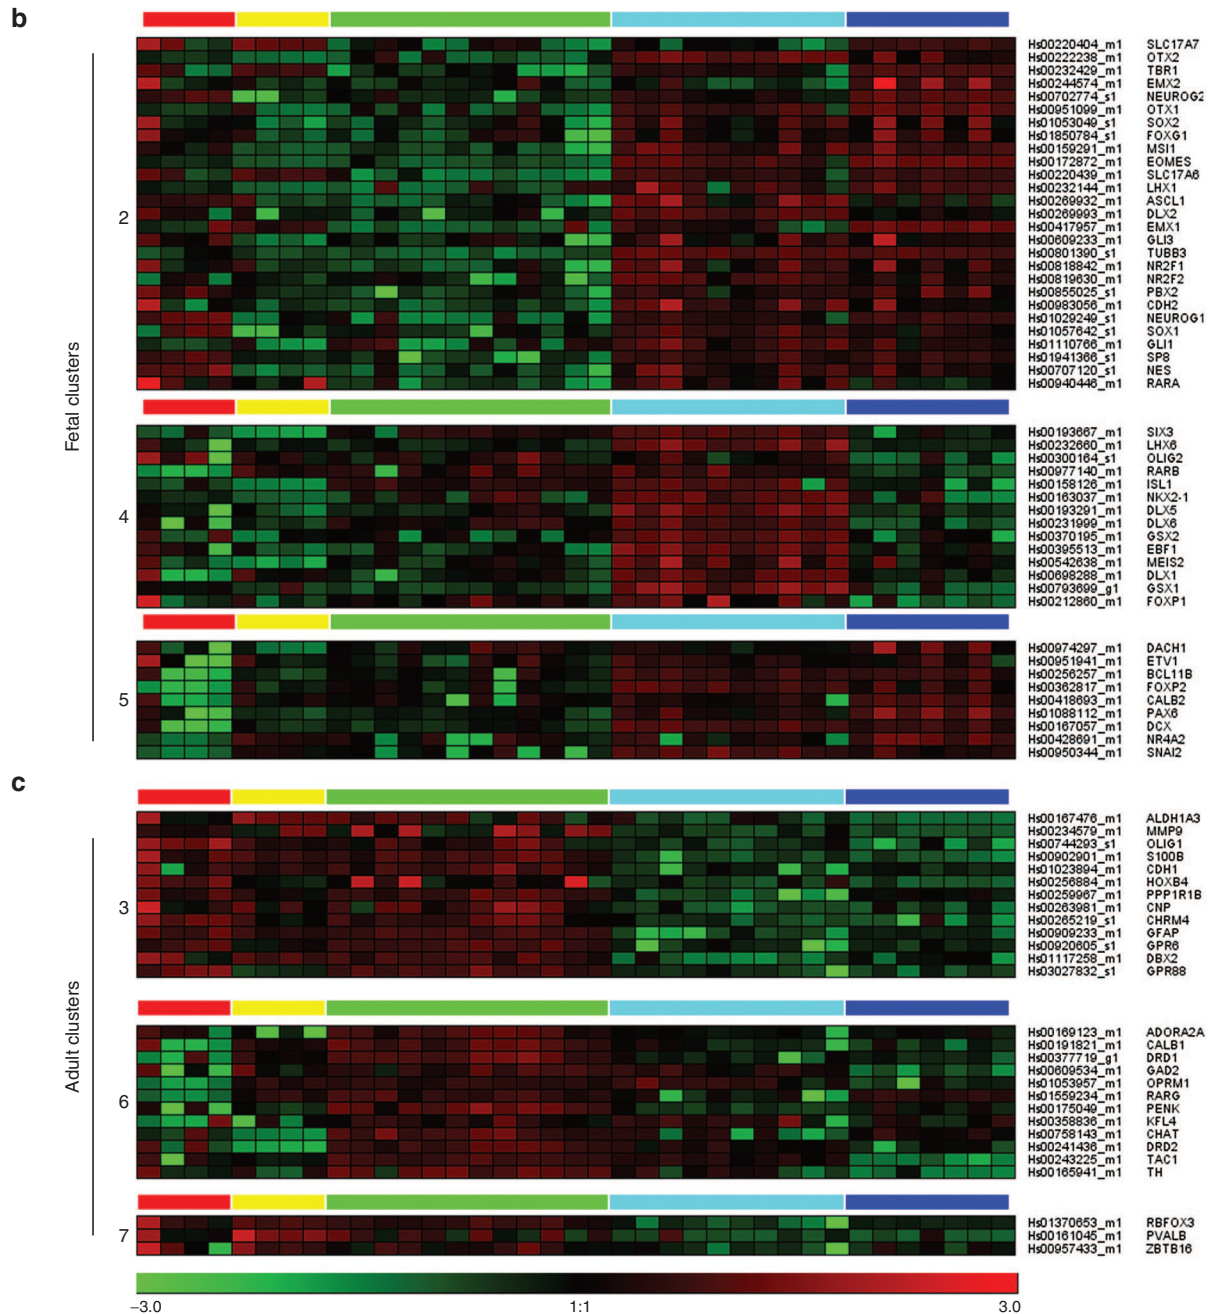 b
Fetal clusters
2
Hs00220404_m1 SLC17A7
Hs00222238_m1 OTX2
Hs00232429_m1 TBR1
Hs00244574_m1 EMX2
Hs00702774_s1 NEUROG2
Hs00951099_m1 OTX1
Hs01053049_s1 SOX2
Hs01850784_s1 FOXG1
Hs00159291_m1 MSI1
Hs00172872_m1 EOMES
Hs00220439_m1 SLC17A6
Hs00232144_m1 LHX1
Hs00269932_m1 ASCL1
Hs00269993_m1 DLX2
Hs00417957_m1 EMX1
Hs00609233_m1 GLI3
Hs00801390_s1 TUBB3
Hs00818842_m1 NR2F1
Hs00819630_m1 NR2F2
Hs00855025_s1 PBX2
Hs00983056_m1 CDH2
Hs01029249_s1 NEUROG1
Hs01057642_s1 SOX1
Hs01110766_m1 GLI1
Hs01941366_s1 SP8
Hs00707120_s1 NES
Hs00940446_m1 RARA
4
Hs00193667_m1 SIX3
Hs00232660_m1 LHX6
Hs00300164_s1 OLIG2
Hs00977140_m1 RARB
Hs00158126_m1 ISL1
Hs00163037_m1 NKX2-1
Hs00193291_m1 DLX5
Hs00231999_m1 DLX6
Hs00370195_m1 GSX2
Hs00395513_m1 EBF1
Hs00542638_m1 MEIS2
Hs00698288_m1 DLX1
Hs00793699_g1 GSX1
Hs00212860_m1 FOXP1
5
Hs00974297_m1 DACH1
Hs00951941_m1 ETV1
Hs00256257_m1 BCL11B
Hs00362817_m1 FOXP2
Hs00418693_m1 CALB2
Hs01088112_m1 PAX6
Hs00167057_m1 DCX
Hs00428691_m1 NR4A2
Hs00950344_m1 SNAI2
c
Adult clusters
3
Hs00167476_m1 ALDH1A3
Hs00234579_m1 MMP9
Hs00744293_s1 OLIG1
Hs00902901_m1 S100B
Hs01023894_m1 CDH1
Hs00256884_m1 HOXB4
Hs00259967_m1 PPP1R1B
Hs00263981_m1 CNP
Hs00265219_s1 CHRM4
Hs00909233_m1 GFAP
Hs00920605_s1 GPR6
Hs01117258_m1 DBX2
Hs03027832_s1 GPR88
6
Hs00169123_m1 ADORA2A
Hs00191821_m1 CALB1
Hs00377719_g1 DRD1
Hs00609534_m1 GAD2
Hs01053957_m1 OPRM1
Hs01559234_m1 RARG
Hs00175049_m1 PENK
Hs00358836_m1 KFL4
Hs00758143_m1 CHAT
Hs00241436_m1 DRD2
Hs00243225_m1 TAC1
Hs00165941_m1 TH
7
Hs01370653_m1 RBFOX3
Hs00161045_m1 PVALB
Hs00957433_m1 ZBTB16
−3.0 1:1 3.0